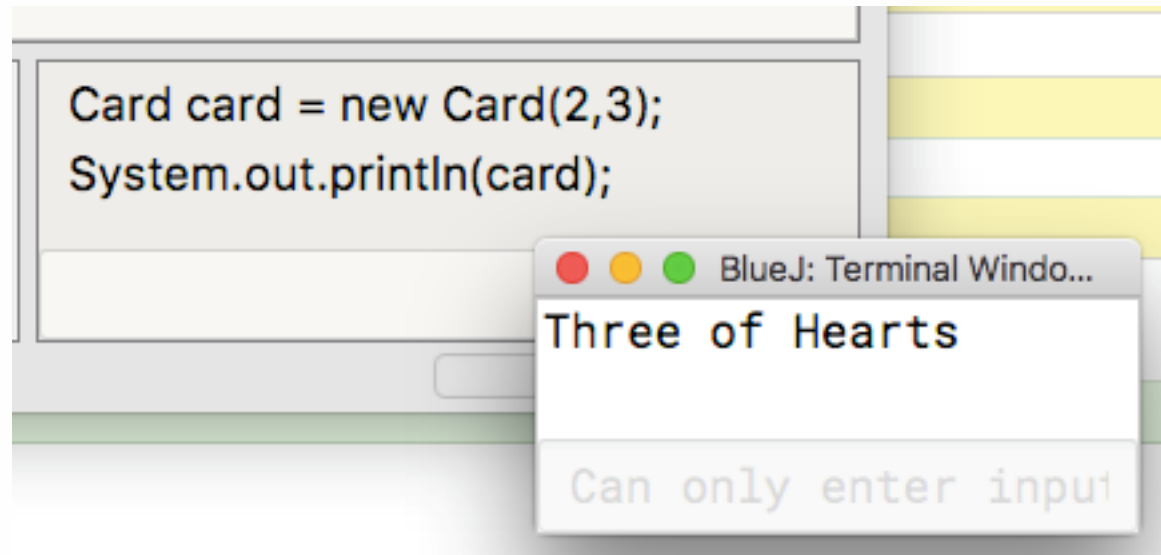 Card card = new Card(2,3);
System.out.println(card);
BlueJ: Terminal Windo...
Three of Hearts
Can only enter input